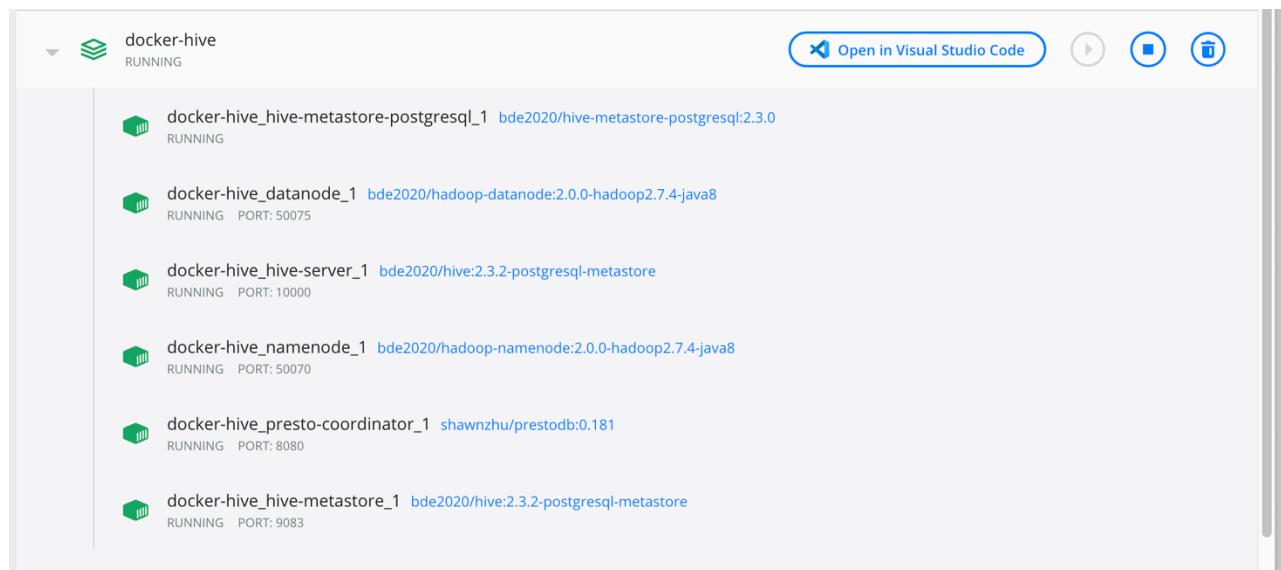 docker-hive
RUNNING
Open in Visual Studio Code
docker-hive_hive-metastore-postgresql_1 bde2020/hive-metastore-postgresql:2.3.0
RUNNING
docker-hive_datanode_1 bde2020/hadoop-datanode:2.0.0-hadoop2.7.4-java8
RUNNING PORT: 50075
docker-hive_hive-server_1 bde2020/hive:2.3.2-postgresql-metastore
RUNNING PORT: 10000
docker-hive_namenode_1 bde2020/hadoop-namenode:2.0.0-hadoop2.7.4-java8
RUNNING PORT: 50070
docker-hive_presto-coordinator_1 shawnzhu/prestodb:0.181
RUNNING PORT: 8080
docker-hive_hive-metastore_1 bde2020/hive:2.3.2-postgresql-metastore
RUNNING PORT: 9083